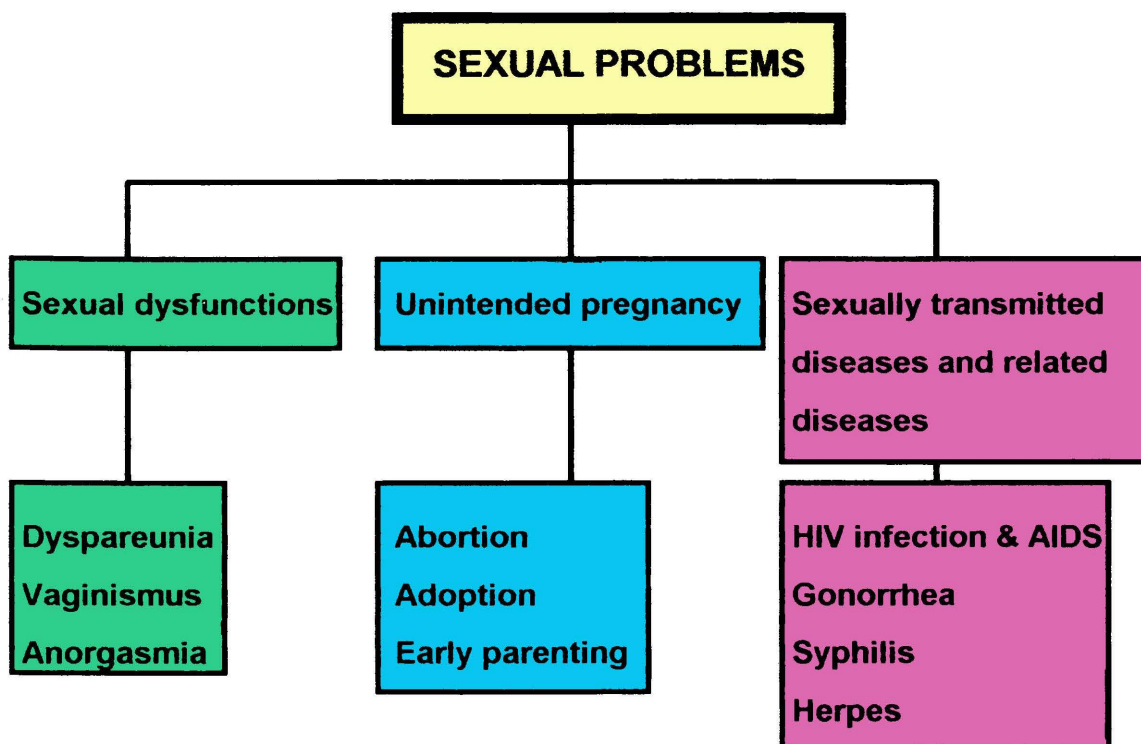 SEXUAL PROBLEMS
Sexual dysfunctions
Unintended pregnancy
Sexually transmitted
diseases and related
diseases
Dyspareunia
Vaginismus
Anorgasmia
Abortion
Adoption
Early parenting
HIV infection & AIDS
Gonorrhea
Syphilis
Herpes